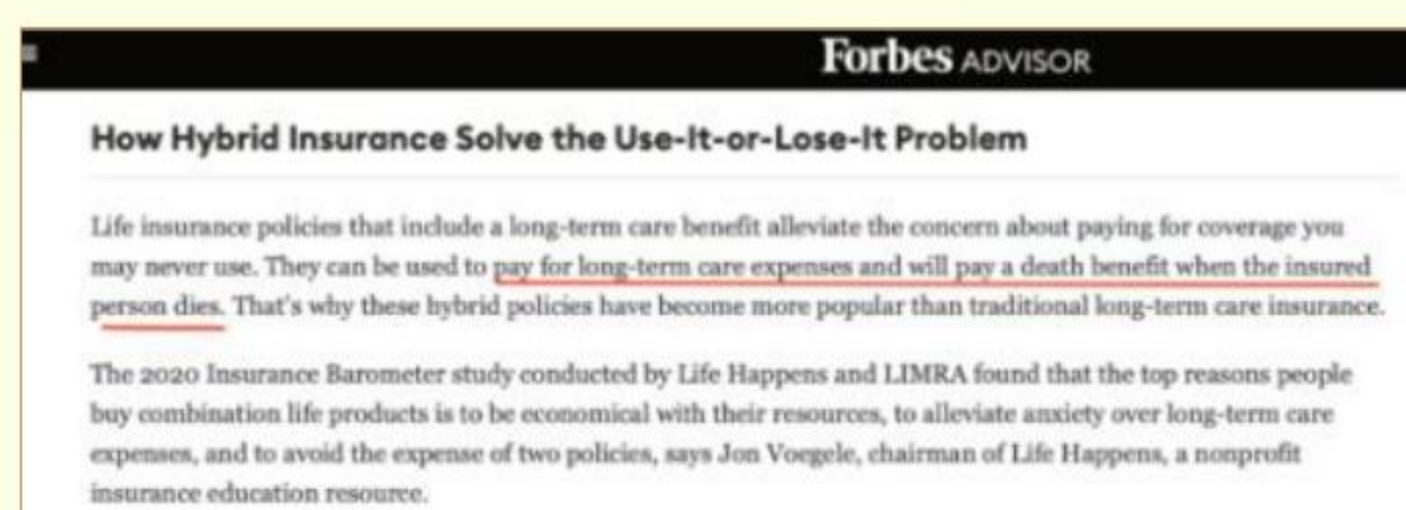 Forbes ADVISOR
How Hybrid Insurance Solve the Use-It-or-Lose-It Problem
Life insurance policies that include a long-term care benefit alleviate the concern about paying for coverage you
may never use. They can be used to pay for long-term care expenses and will pay a death benefit when the insured
person dies. That's why these hybrid policies have become more popular than traditional long-term care insurance.
The 2020 Insurance Barometer study conducted by Life Happens and LIMRA found that the top reasons people
buy combination life products is to be economical with their resources, to alleviate anxiety over long-term care
expenses, and to avoid the expense of two policies, says Jon Voegele, chairman of Life Happens, a nonprofit
insurance education resource.